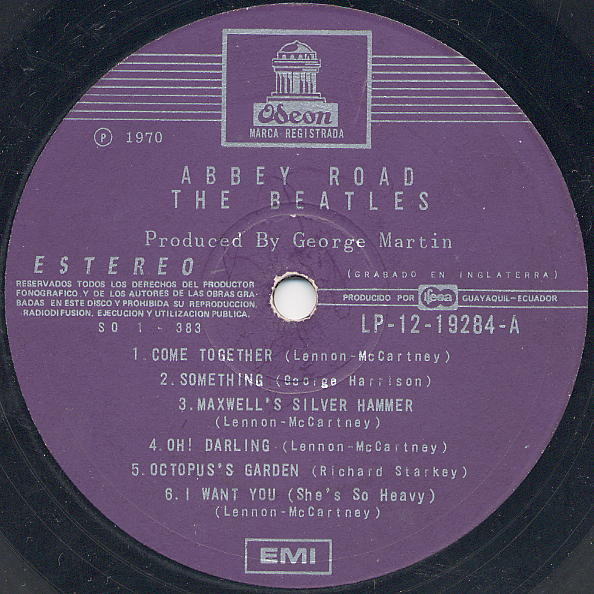 Odeon
MARCA REGISTRADA
Ⓟ 1970
ABBEY ROAD
THE BEATLES
Produced By George Martin
ESTEREO
(GRABADO EN INGLATERRA)
RESERVADOS TODOS LOS DERECHOS DEL PRODUCTOR
FONOGRAFICO Y DE LOS AUTORES DE LAS OBRAS GRA-
BADAS EN ESTE DISCO Y PROHIBIDA SU REPRODUCCION,
RADIODIFUSION, EJECUCION Y UTILIZACION PUBLICA.
PRODUCIDO POR GUAYAQUIL-ECUADOR
SO 1-383
LP-12-19284-A
1. COME TOGETHER (Lennon-McCartney)
2. SOMETHING (George Harrison)
3. MAXWELL'S SILVER HAMMER
(Lennon-McCartney)
4. OH! DARLING (Lennon-McCartney)
5. OCTOPUS'S GARDEN (Richard Starkey)
6. I WANT YOU (She's So Heavy)
(Lennon-McCartney)
EMI